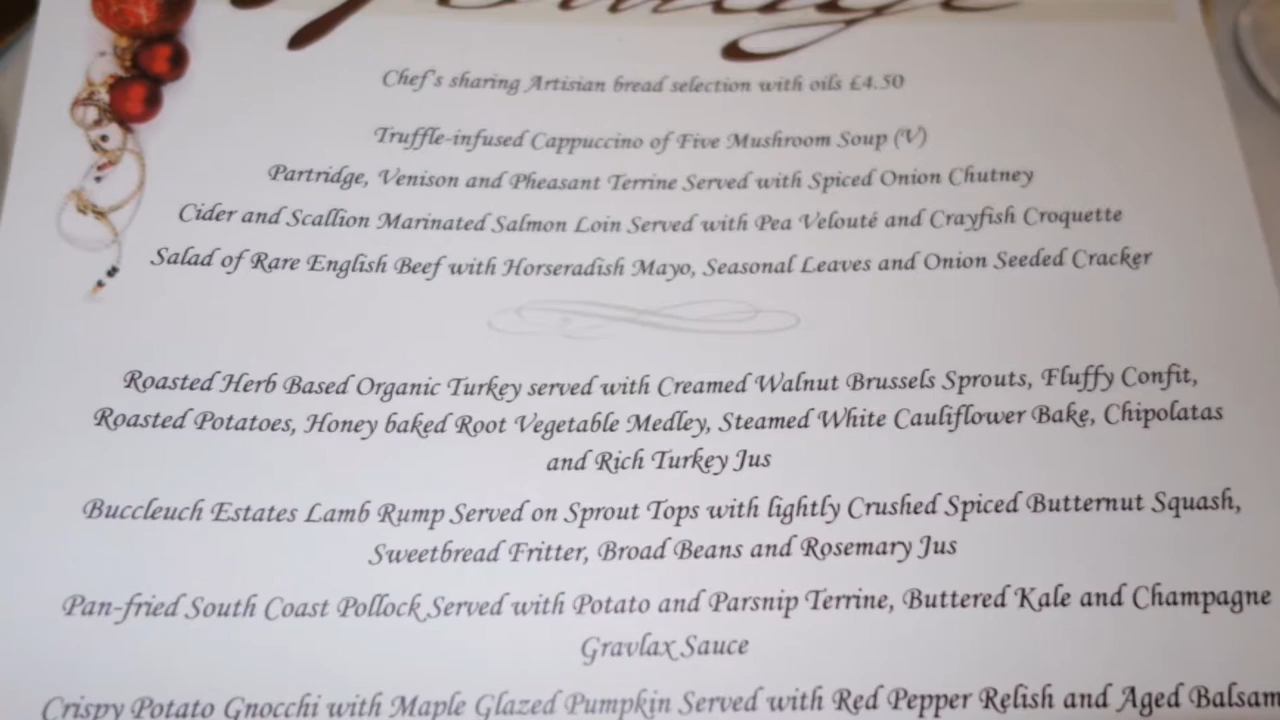 Chef's sharing Artisian bread selection with oils £4.50
Truffle-infused Cappuccino of Five Mushroom Soup (V)
Partridge, Venison and Pheasant Terrine Served with Spiced Onion Chutney
Cider and Scallion Marinated Salmon Loin Served with Pea Velouté and Crayfish Croquette
Salad of Rare English Beef with Horseradish Mayo, Seasonal Leaves and Onion Seeded Cracker
Roasted Herb Based Organic Turkey served with Creamed Walnut Brussels Sprouts, Fluffy Confit,
Roasted Potatoes, Honey baked Root Vegetable Medley, Steamed White Cauliflower Bake, Chipolatas
and Rich Turkey Jus
Buccleuch Estates Lamb Rump Served on Sprout Tops with lightly Crushed Spiced Butternut Squash,
Sweetbread Fritter, Broad Beans and Rosemary Jus
Pan-fried South Coast Pollock Served with Potato and Parsnip Terrine, Buttered Kale and Champagne
Gravlax Sauce
Crispy Potato Gnocchi with Maple Glazed Pumpkin Served with Red Pepper Relish and Aged Balsam